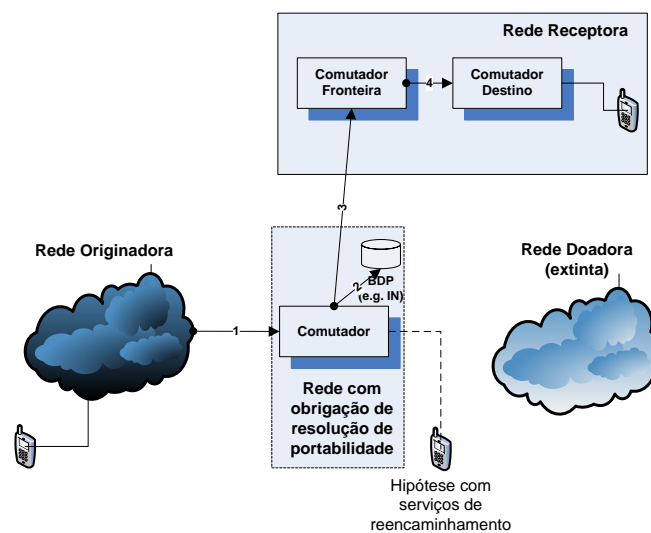 Rede Receptora
Comutador
Fronteira
4
Comutador
Destino
3
Rede Originadora
Rede Doadora
(extinta)
2
BDP
(e.g. IN)
1
Comutador
Rede com
obrigação de
resolução de
portabilidade
Hipótese com
serviços de
reencaminhamento